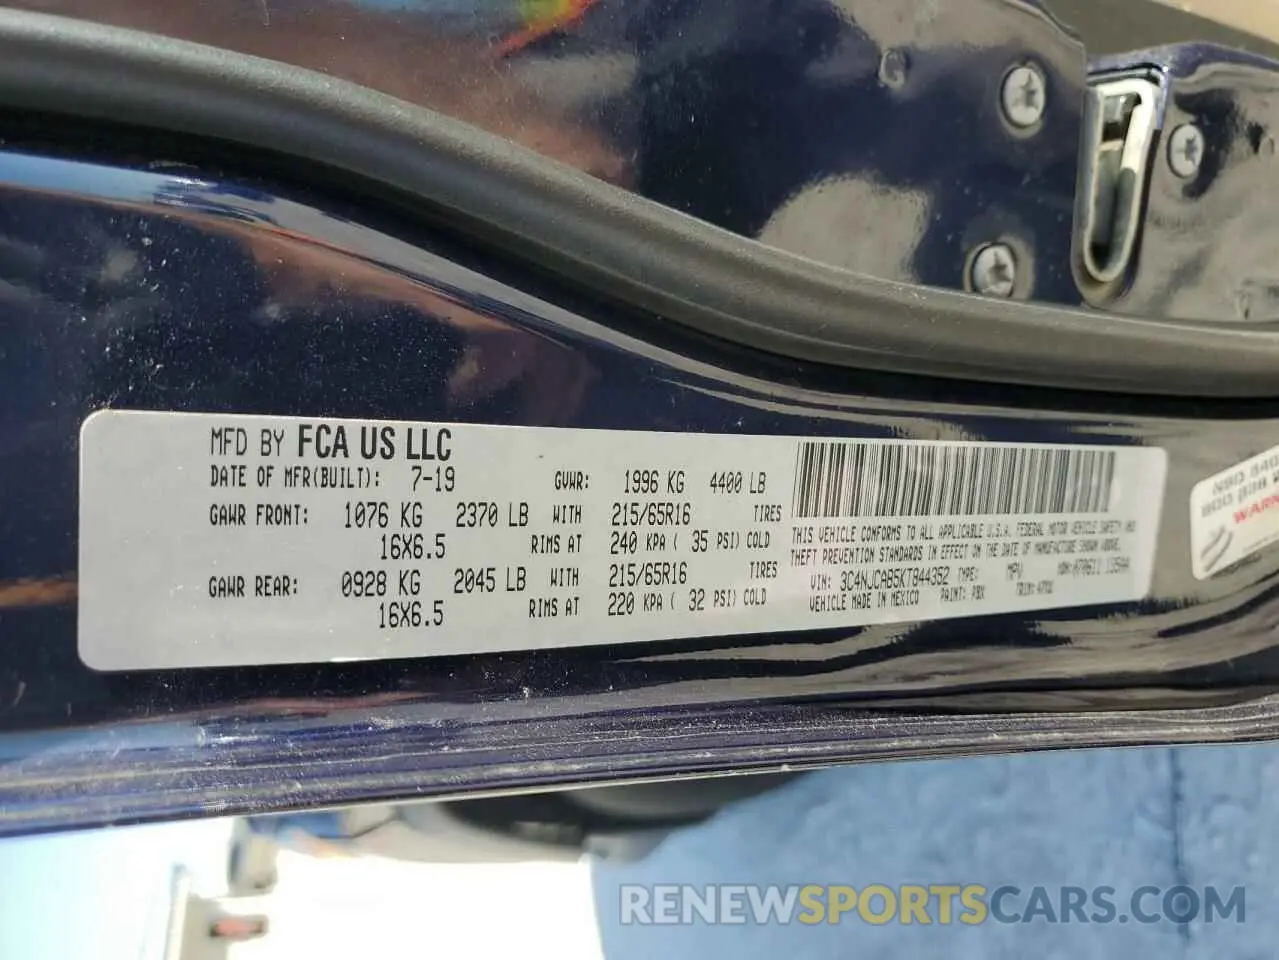 MFD BY FCA US LLC
DATE OF MFR(BUILT): 7-19 GVWR: 1996 KG 4400 LB
GAWR FRONT: 1076 KG 2370 LB WITH 215/65R16 TIRES
16X6.5 RIMS AT 240 KPA ( 35 PSI) COLD
GAWR REAR: 0928 KG 2045 LB WITH 215/65R16 TIRES
16X6.5 RIMS AT 220 KPA ( 32 PSI) COLD
THIS VEHICLE CONFORMS TO ALL APPLICABLE U.S.A. FEDERAL MOTOR VEHICLE SAFETY AND
THEFT PREVENTION STANDARDS IN EFFECT ON THE DATE OF MANUFACTURE SHOWN ABOVE.
VIN: 3C4NJCAB5KT844352 TYPE: MPV MDH:
VEHICLE MADE IN MEXICO PAINT: PBX TRIM:
WARN
RENEWSPORTSCARS.COM